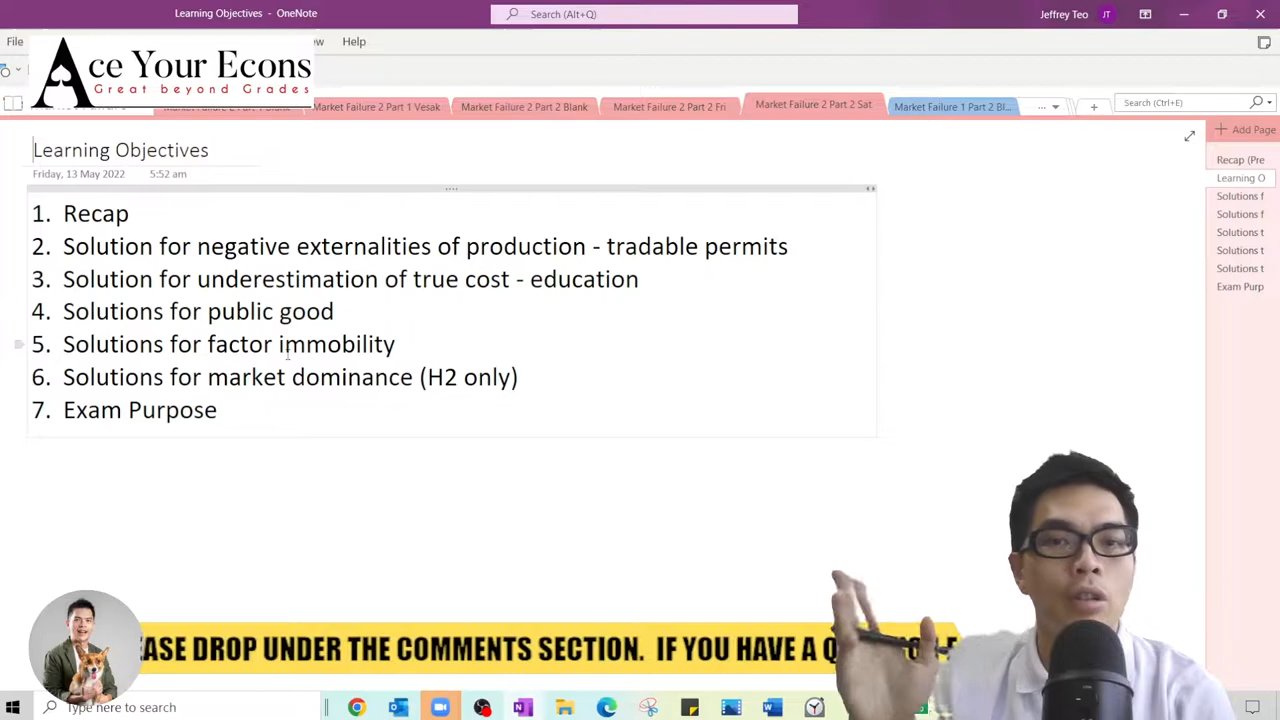 Learning Objectives - OneNote
Search (Alt+Q)
Jeffrey Teo
JT
File
Help
Ace Your Econs
Great beyond Grades
Market Failure 2 Part 1 Vesak
Market Failure 2 Part 2 Blank
Market Failure 2 Part 2 Fri
Market Failure 2 Part 2 Sat
Market Failure 1 Part 2 Bl...
Search (Ctrl+E)
Learning Objectives
Friday, 13 May 2022 5:52 am
Add Page
Recap (Pre
Learning O
Solutions f
Solutions f
Solutions t
Solutions t
Solutions t
Exam Purp
1. Recap
2. Solution for negative externalities of production - tradable permits
3. Solution for underestimation of true cost - education
4. Solutions for public good
5. Solutions for factor immobility
6. Solutions for market dominance (H2 only)
7. Exam Purpose
EASE DROP UNDER THE COMMENTS SECTION. IF YOU HAVE A
Type here to search